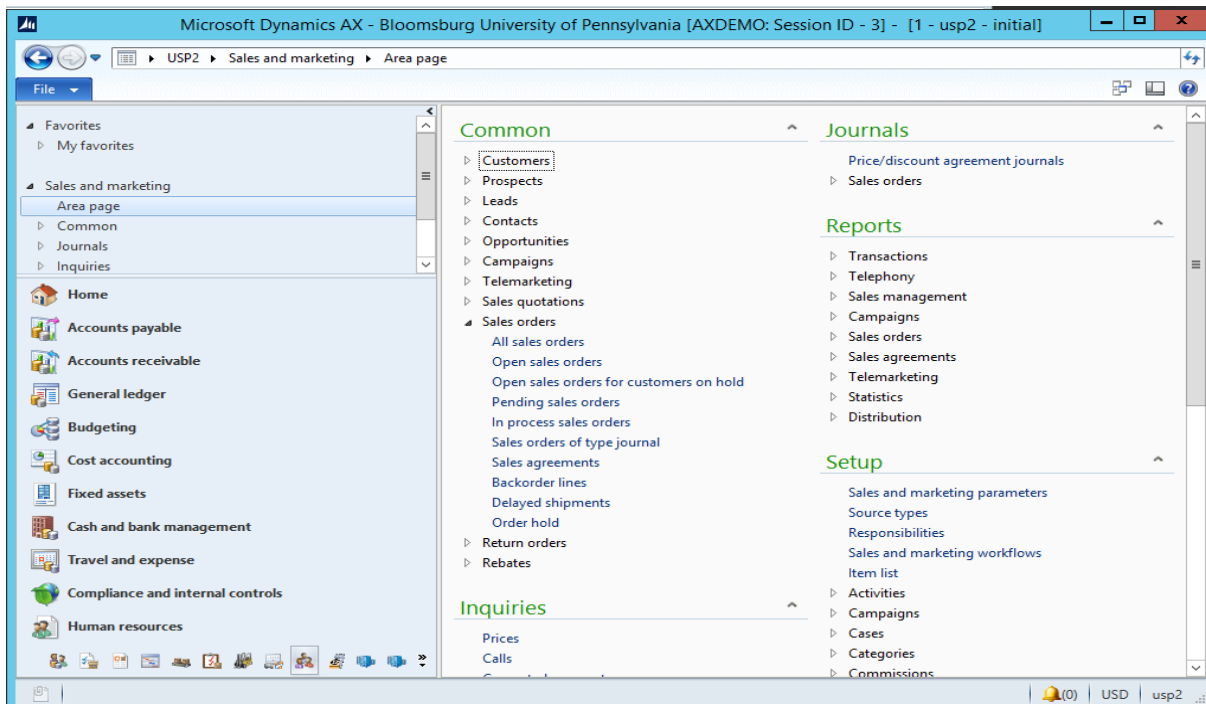 Microsoft Dynamics AX - Bloomsburg University of Pennsylvania [AXDEMO: Session ID - 3] - [1 - usp2 - initial]
USP2 Sales and marketing Area page
File
Favorites
My favorites
Sales and marketing
Area page
Common
Journals
Inquiries
Home
Accounts payable
Accounts receivable
General ledger
Budgeting
Cost accounting
Fixed assets
Cash and bank management
Travel and expense
Compliance and internal controls
Human resources
Common
Customers
Prospects
Leads
Contacts
Opportunities
Campaigns
Telemarketing
Sales quotations
Sales orders
All sales orders
Open sales orders
Open sales orders for customers on hold
Pending sales orders
In process sales orders
Sales orders of type journal
Sales agreements
Backorder lines
Delayed shipments
Order hold
Return orders
Rebates
Inquiries
Prices
Calls
Journals
Price/discount agreement journals
Sales orders
Reports
Transactions
Telephony
Sales management
Campaigns
Sales orders
Sales agreements
Telemarketing
Statistics
Distribution
Setup
Sales and marketing parameters
Source types
Responsibilities
Sales and marketing workflows
Item list
Activities
Campaigns
Cases
Categories
Commissions
(0) USD usp2